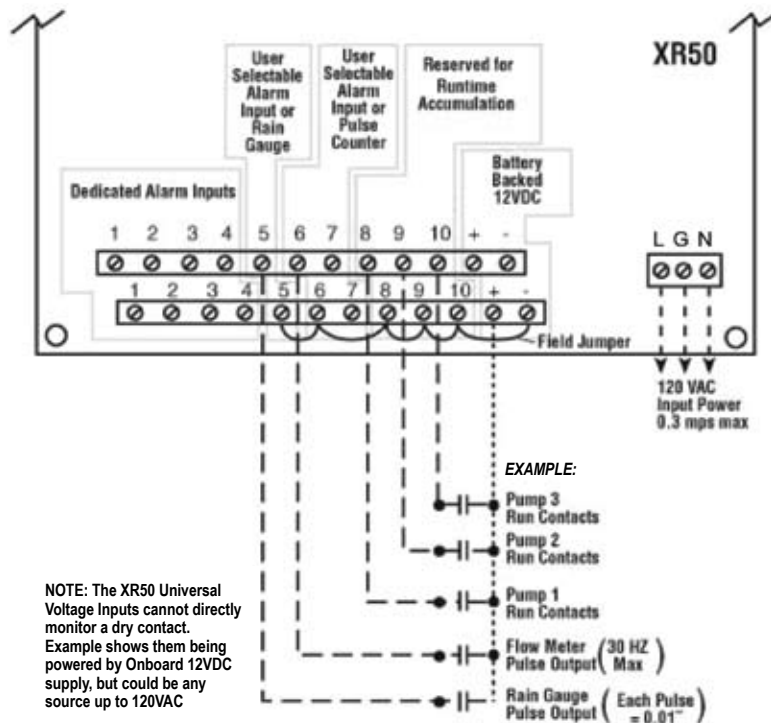 XR50
User
Selectable
Alarm
Input or
Rain
Gauge
User
Selectable
Alarm
Input or
Pulse
Counter
Reserved for
Runtime
Accumulation
Battery
Backed
12VDC
Dedicated Alarm Inputs
1 2 3 4 5 6 7 8 9 10 + -
1 2 3 4 5 6 7 8 9 10 + -
L G N
Field Jumper
120 VAC
Input Power
0.3 mps max
EXAMPLE:
Pump 3
Run Contacts
Pump 2
Run Contacts
Pump 1
Run Contacts
Flow Meter
Pulse Output (30 HZ
Max)
Rain Gauge
Pulse Output (Each Pulse
= 0.01")
NOTE: The XR50 Universal
Voltage Inputs cannot directly
monitor a dry contact.
Example shows them being
powered by Onboard 12VDC
supply, but could be any
source up to 120VAC